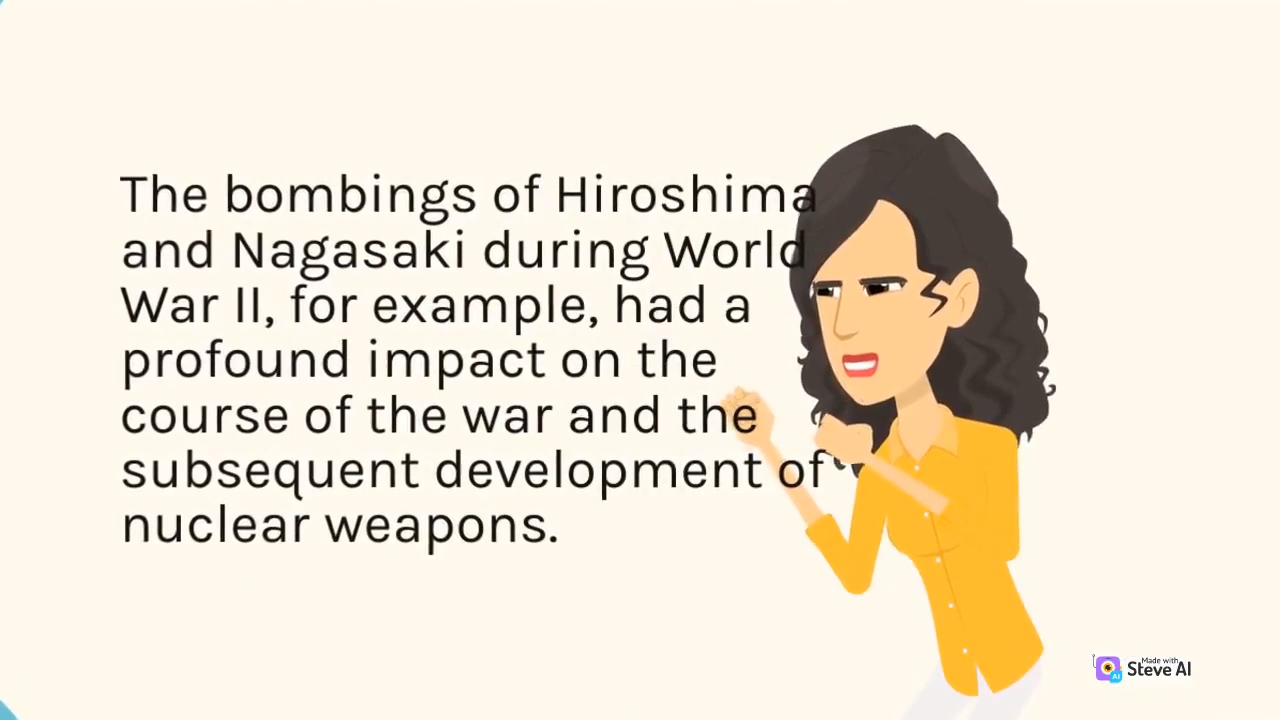 The bombings of Hiroshima
and Nagasaki during World
War II, for example, had a
profound impact on the
course of the war and the
subsequent development of
nuclear weapons.
Made with
Steve AI
AI